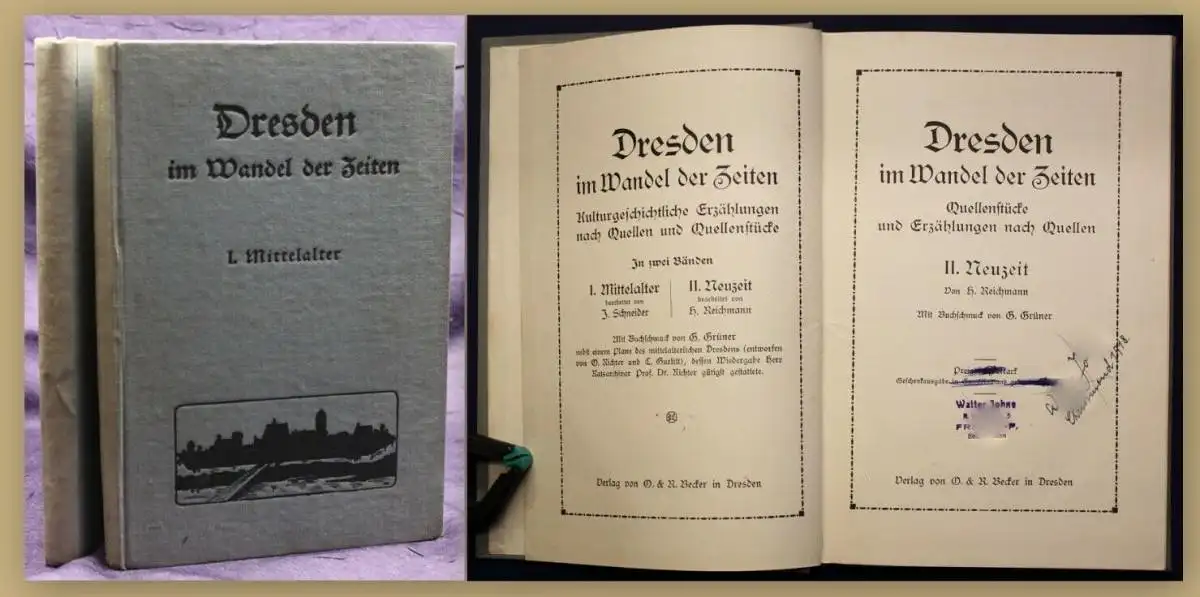 Dresden
im Wandel der Zeiten
I. Mittelalter
Dresden
im Wandel der Zeiten
Kulturgeschichtliche Erzählungen
nach Quellen und Quellenstücke
In zwei Bänden
I. Mittelalter
bearbeitet von
J. Schneider
II. Neuzeit
bearbeitet von
H. Reichmann
Mit Buchschmuck von G. Grüner
nebst einem Plane des mittelalterlichen Dresdens (entworfen
von O. Richter und C. Gurlitt), dessen Wiedergabe Herr
Ratsarchivar Prof. Dr. Richter gütigst gestattete.
Verlag von O. & R. Becker in Dresden
Dresden
im Wandel der Zeiten
Quellenstücke
und Erzählungen nach Quellen
II. Neuzeit
Von H. Reichmann
Mit Buchschmuck von G. Grüner
Geschenkausgabe in
Walter Johne
Verlag von O. & R. Becker in Dresden